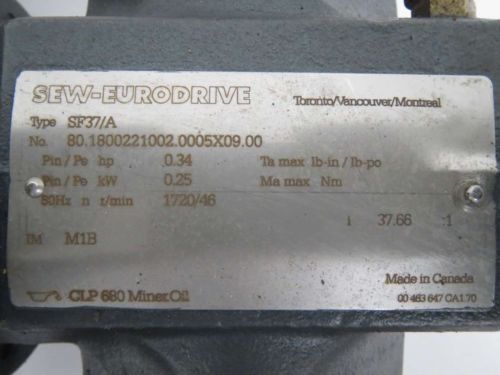 SEW-EURODRIVE Toronto/Vancouver/Montreal
Type SF37/A
No. 80.1800221002.0005X09.00
Pin/Pe hp 0.34 Ta max lb-in/lb-po
Pin/Pe kW 0.25 Ma max Nm
60Hz n r/min 1720/46
i 37.66 :1
IM M1B
CLP 680 Miner.Oil
Made in Canada
00 463 647 CA1.70